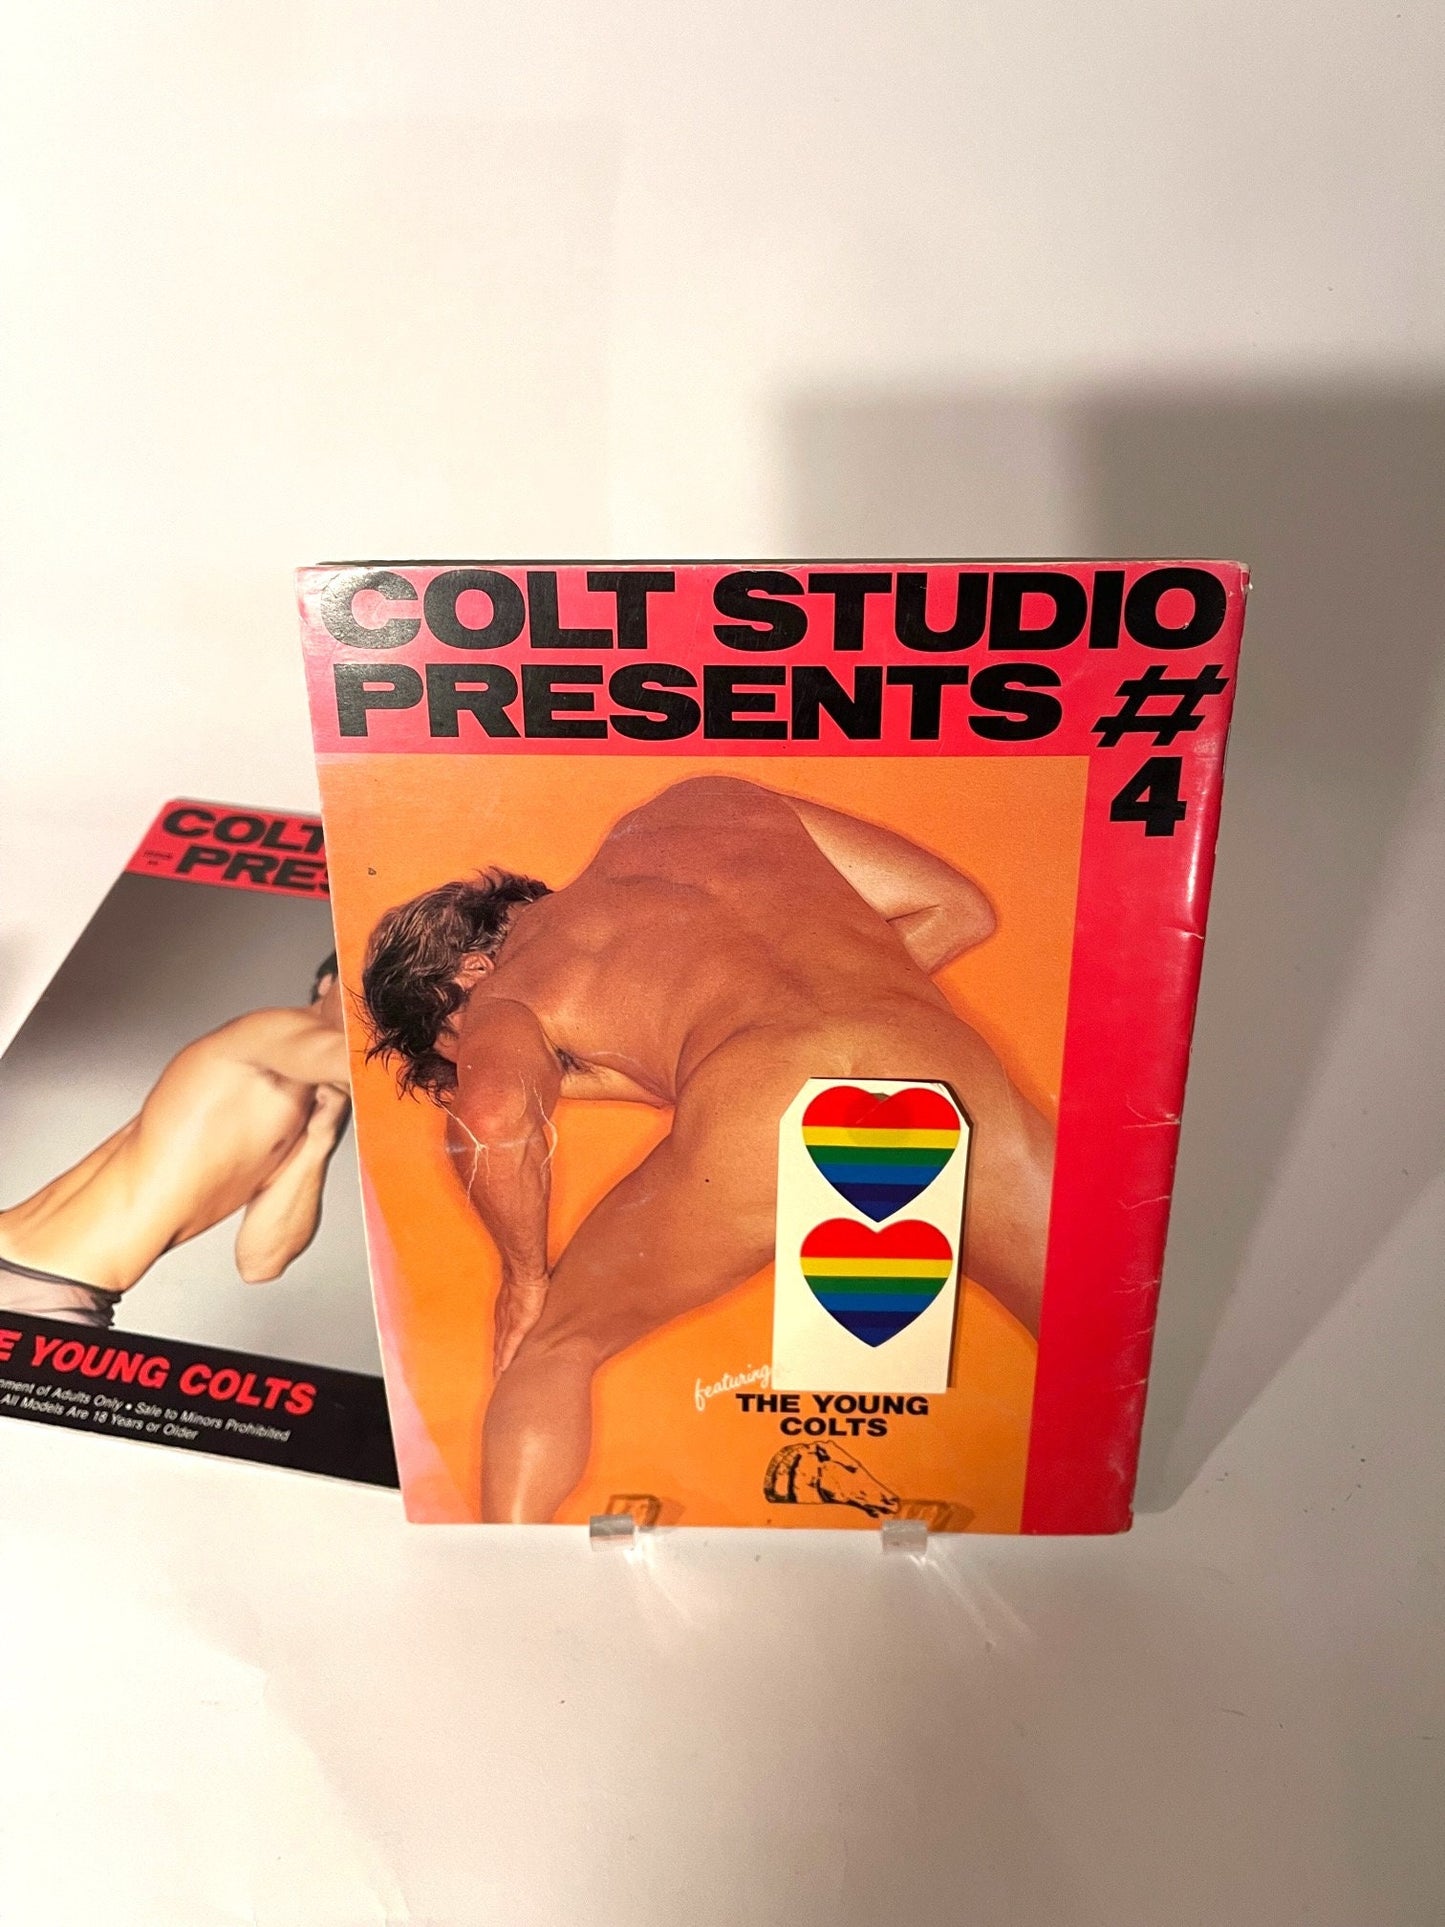 COLT STUDIO
PRESENTS #
4
featuring
THE YOUNG
COLTS
COLT
PRES
E YOUNG COLTS
nment of Adults Only • Sale to Minors Prohibited
All Models Are 18 Years or Older